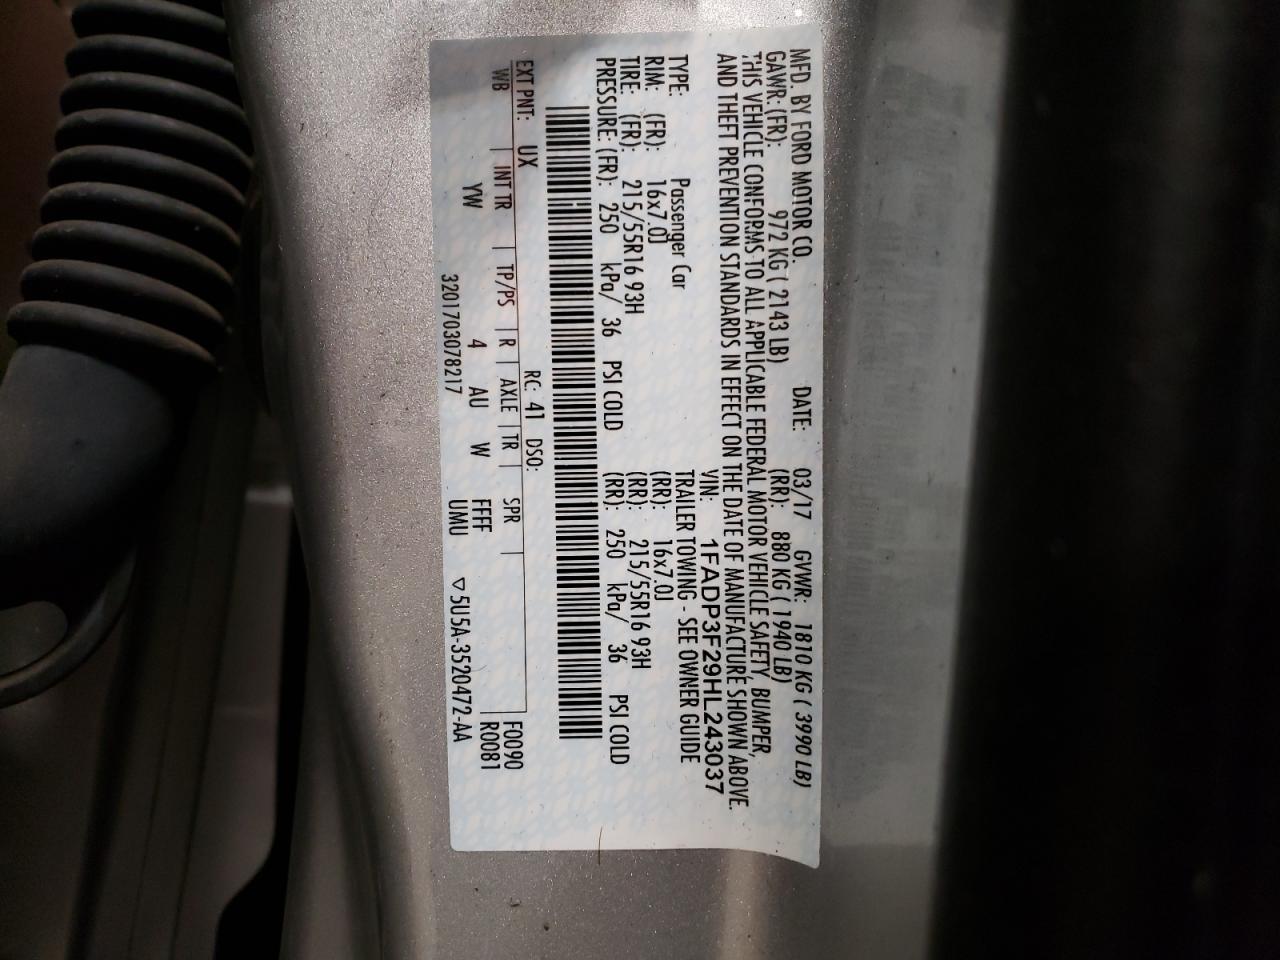 MFD. BY FORD MOTOR CO. DATE: 03/17 GVWR: 1810 KG ( 3990 LB)
GAWR: (FR): 972 KG ( 2143 LB) (RR): 880 KG ( 1940 LB)
THIS VEHICLE CONFORMS TO ALL APPLICABLE FEDERAL MOTOR VEHICLE SAFETY, BUMPER,
AND THEFT PREVENTION STANDARDS IN EFFECT ON THE DATE OF MANUFACTURE SHOWN ABOVE.
VIN: 1FADP3F29HL243037
TYPE: Passenger Car TRAILER TOWING - SEE OWNER GUIDE
RIM: (FR): 16x7.0J (RR): 16x7.0J
TIRE: (FR): 215/55R16 93H (RR): 215/55R16 93H
PRESSURE: (FR): 250 kPa/ 36 PSI COLD (RR): 250 kPa/ 36 PSI COLD
EXT PNT: UX RC: 41 DSO: F0090
WB | INT TR | TP/PS | R | AXLE | TR | SPR R0081
YW 4 AU W FFFF
3201703078217 UMU ▽5U5A-3520472-AA